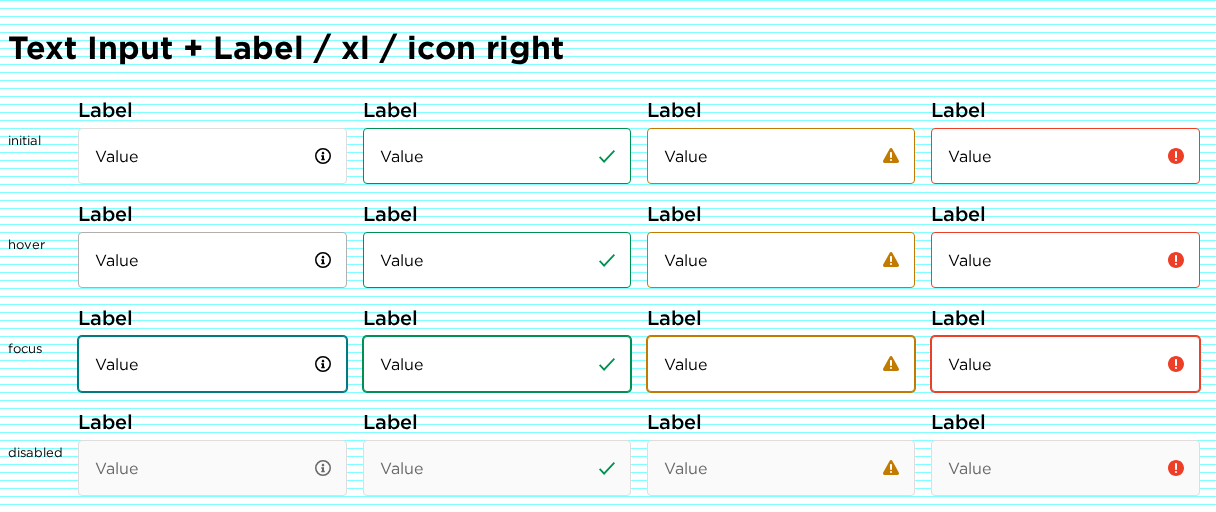 Text Input + Label / xl / icon right
Label Label Label Label
initial
Value Value Value Value
Label Label Label Label
hover
Value Value Value Value
Label Label Label Label
focus
Value Value Value Value
Label Label Label Label
disabled
Value Value Value Value